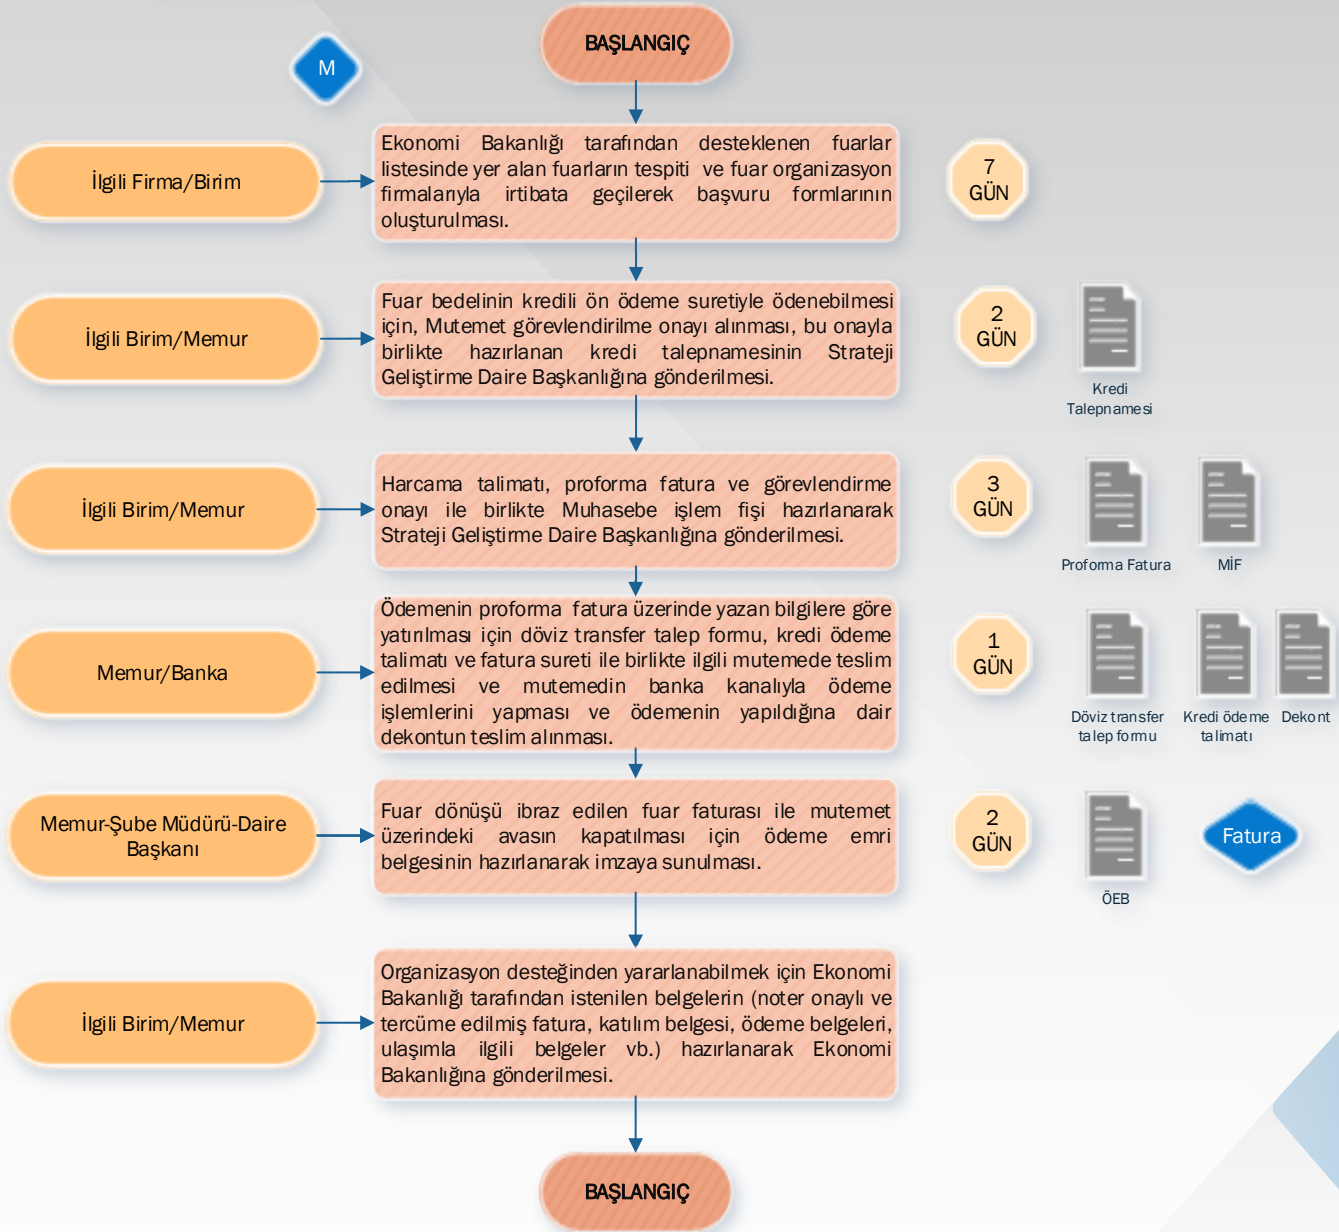 BAŞLANGIÇ
M
İlgili Firma/Birim
Ekonomi Bakanlığı tarafından desteklenen fuarlar
listesinde yer alan fuarların tespiti ve fuar organizasyon
firmalarıyla irtibata geçilerek başvuru formlarının
oluşturulması.
7
GÜN
İlgili Birim/Memur
Fuar bedelinin kredili ön ödeme suretiyle ödenebilmesi
için, Mutemet görevlendirilme onayı alınması, bu onayla
birlikte hazırlanan kredi talepnamesinin Strateji
Geliştirme Daire Başkanlığına gönderilmesi.
2
GÜN
Kredi
Talepnamesi
İlgili Birim/Memur
Harcama talimatı, proforma fatura ve görevlendirme
onayı ile birlikte Muhasebe işlem fişi hazırlanarak
Strateji Geliştirme Daire Başkanlığına gönderilmesi.
3
GÜN
Proforma Fatura
MİF
Memur/Banka
Ödemenin proforma fatura üzerinde yazan bilgilere göre
yatırılması için döviz transfer talep formu, kredi ödeme
talimatı ve fatura sureti ile birlikte ilgili mutemede teslim
edilmesi ve mutemedin banka kanalıyla ödeme
işlemlerini yapması ve ödemenin yapıldığına dair
dekontun teslim alınması.
1
GÜN
Döviz transfer
talep formu
Kredi ödeme
talimatı
Dekont
Memur-Şube Müdürü-Daire
Başkanı
Fuar dönüşü ibraz edilen fuar faturası ile mutemet
üzerindeki avasın kapatılması için ödeme emri
belgesinin hazırlanarak imzaya sunulması.
2
GÜN
ÖEB
Fatura
İlgili Birim/Memur
Organizasyon desteğinden yararlanabilmek için Ekonomi
Bakanlığı tarafından istenilen belgelerin (noter onaylı ve
tercüme edilmiş fatura, katılım belgesi, ödeme belgeleri,
ulaşımla ilgili belgeler vb.) hazırlanarak Ekonomi
Bakanlığına gönderilmesi.
BAŞLANGIÇ